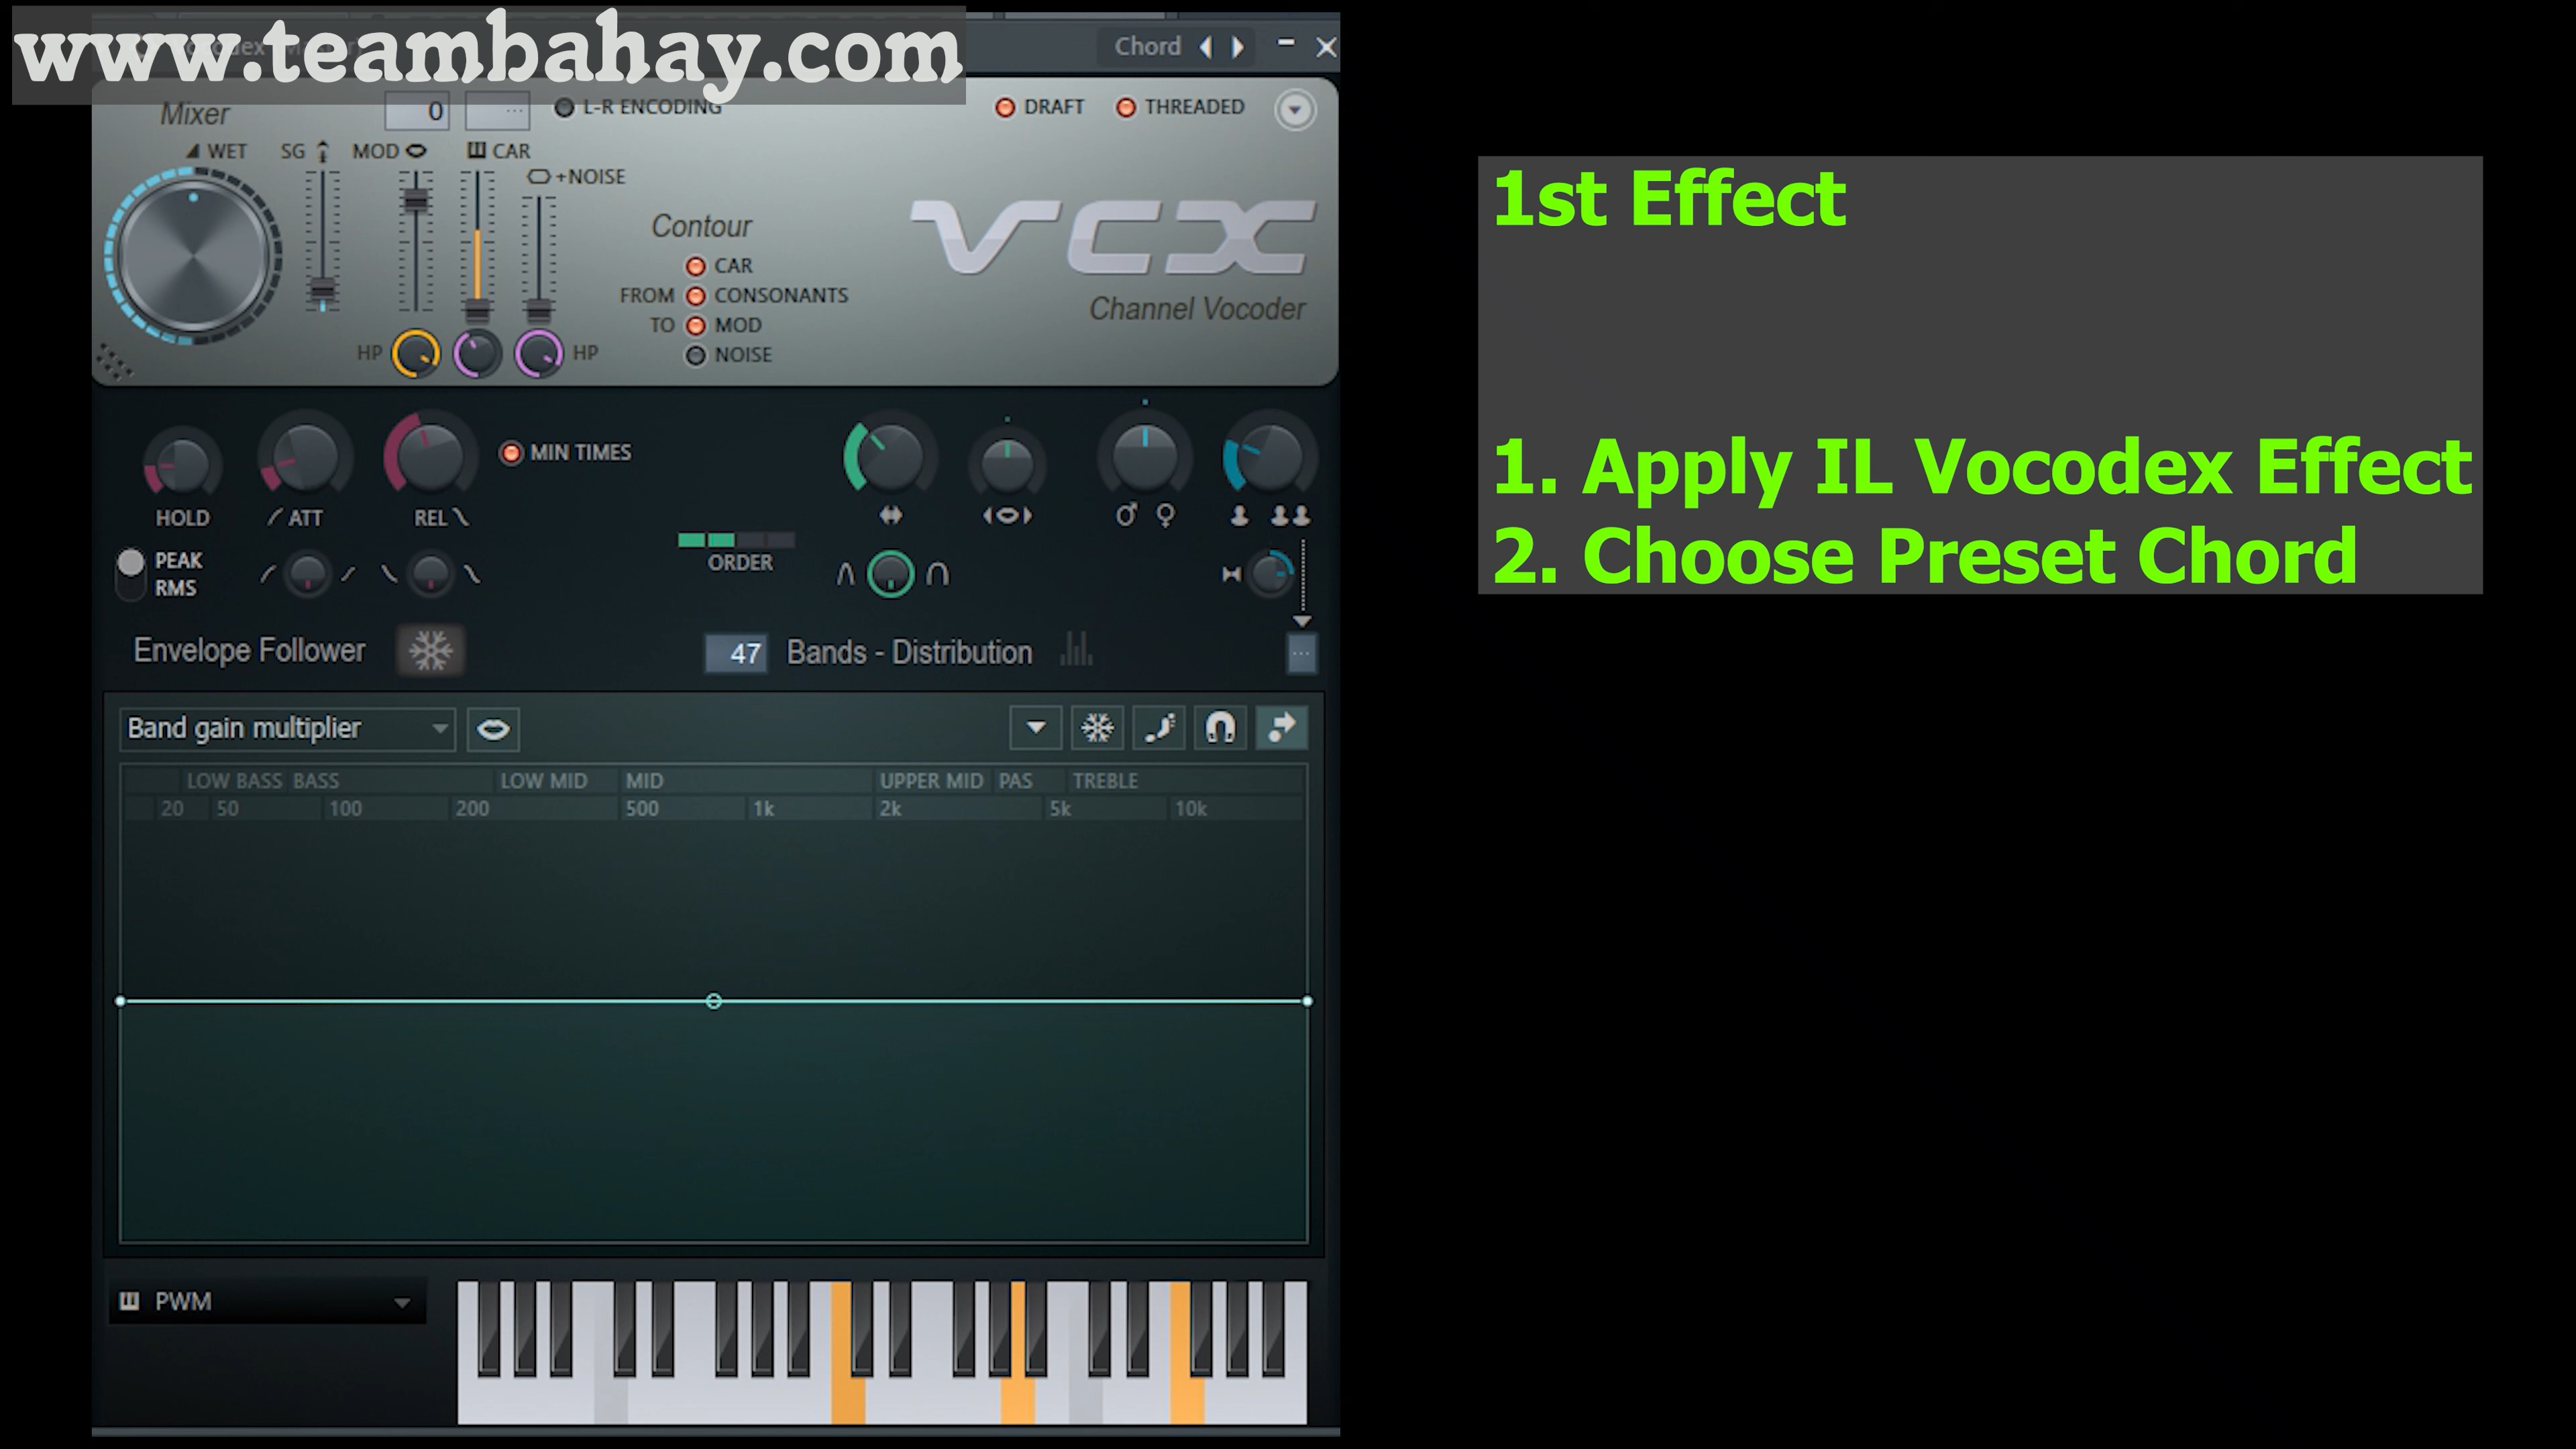 www.teambahay.com
Chord
Mixer
0
L-R ENCODING
DRAFT
THREADED
WET
SG
MOD
CAR
+NOISE
Contour
CAR
FROM CONSONANTS
TO MOD
NOISE
HP
HP
VCX
Channel Vocoder
1st Effect
1. Apply IL Vocodex Effect
2. Choose Preset Chord
HOLD
ATT
REL
MIN TIMES
PEAK
RMS
ORDER
Envelope Follower
47 Bands - Distribution
Band gain multiplier
LOW BASS BASS LOW MID MID UPPER MID PAS TREBLE
20 50 100 200 500 1k 2k 5k 10k
PWM